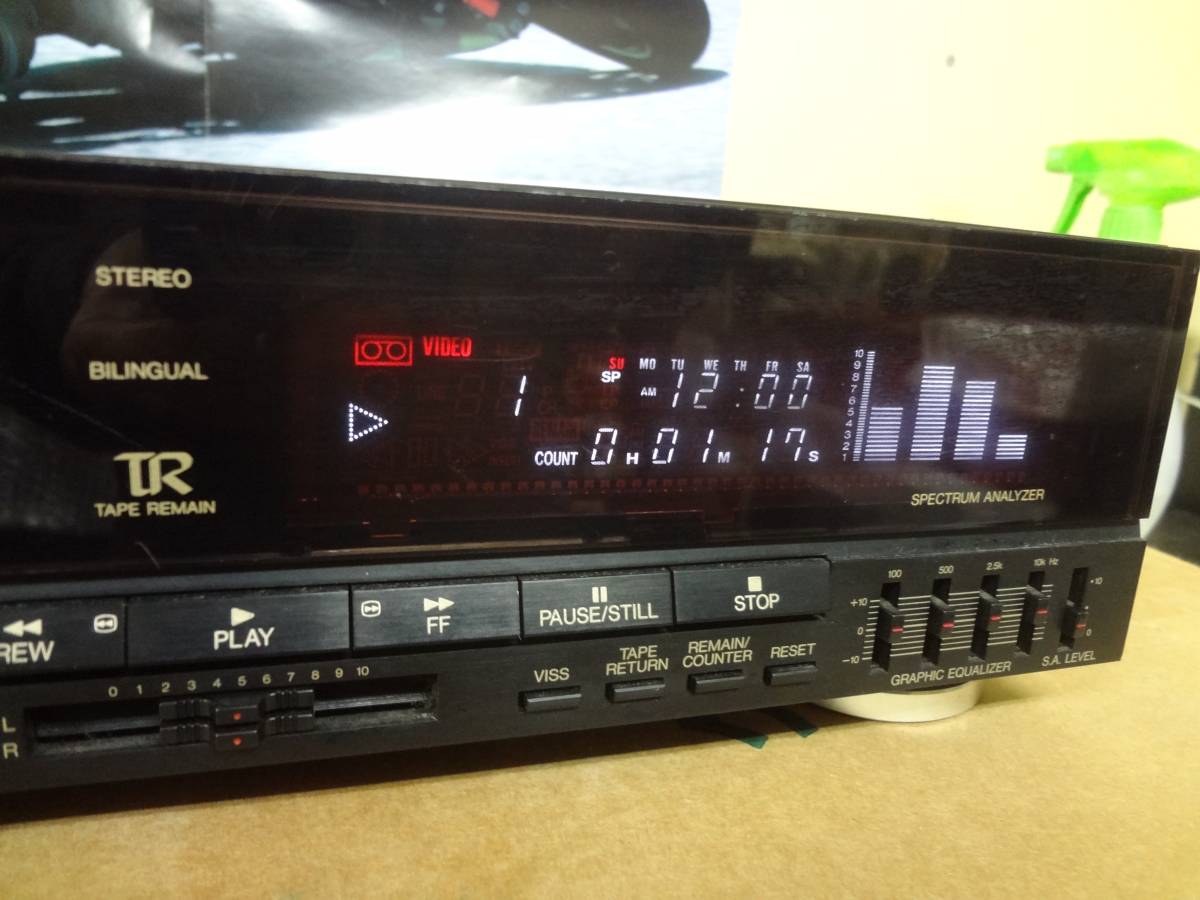 STEREO
BILINGUAL
TR
TAPE REMAIN
VIDEO
1
SU MO TU WE TH FR SA
SP
AM 12:00
COUNT 0H 01M 17S
10
9
8
7
6
5
4
3
2
1
SPECTRUM ANALYZER
REW
PLAY
FF
PAUSE/STILL
STOP
0 1 2 3 4 5 6 7 8 9 10
L
R
VISS
TAPE
RETURN
REMAIN/
COUNTER
RESET
100 500 2.5k 10k Hz
+10
0
-10
GRAPHIC EQUALIZER
+10
0
S.A. LEVEL